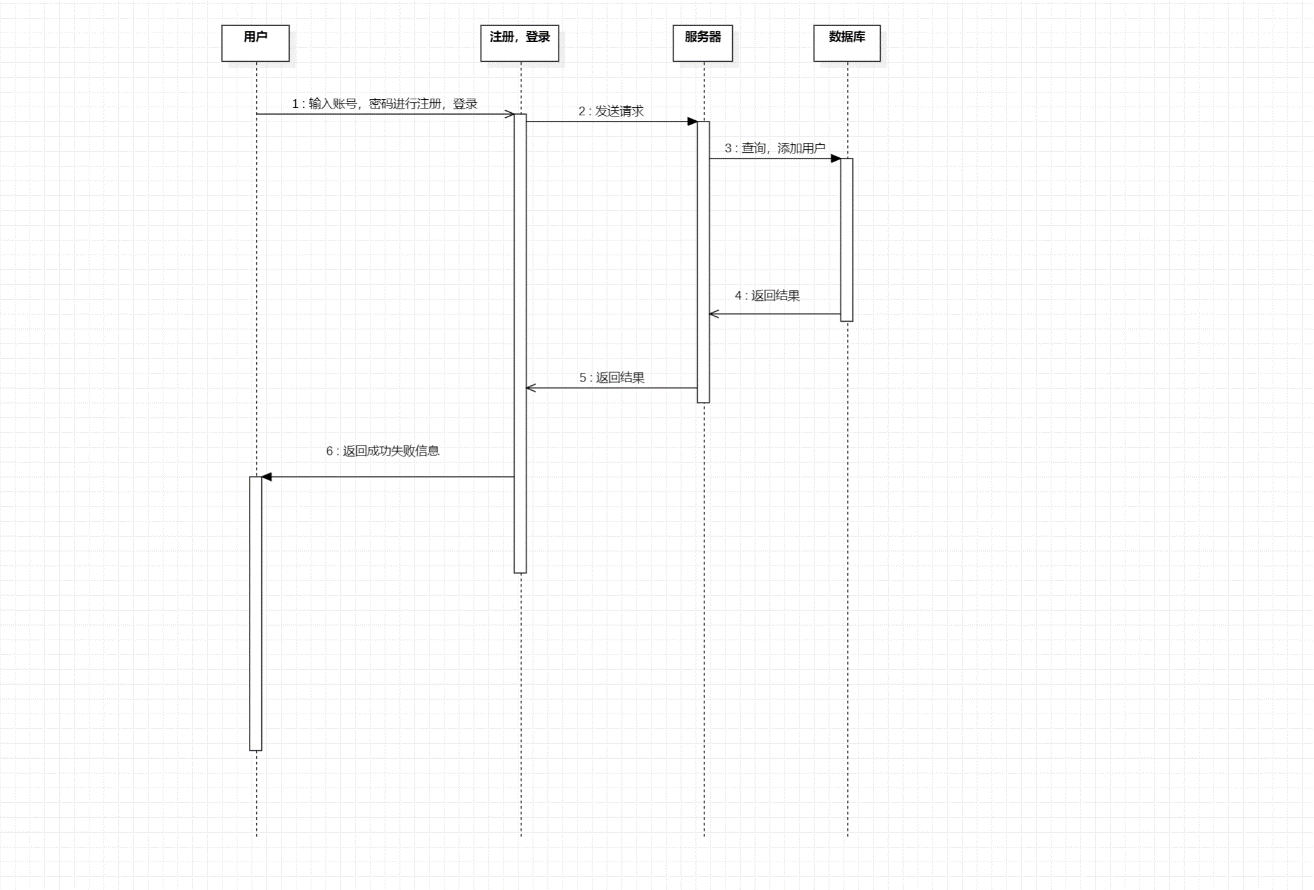 用户
注册，登录
服务器
数据库
1 : 输入账号，密码进行注册，登录
2 : 发送请求
3 : 查询，添加用户
4 : 返回结果
5 : 返回结果
6 : 返回成功失败信息